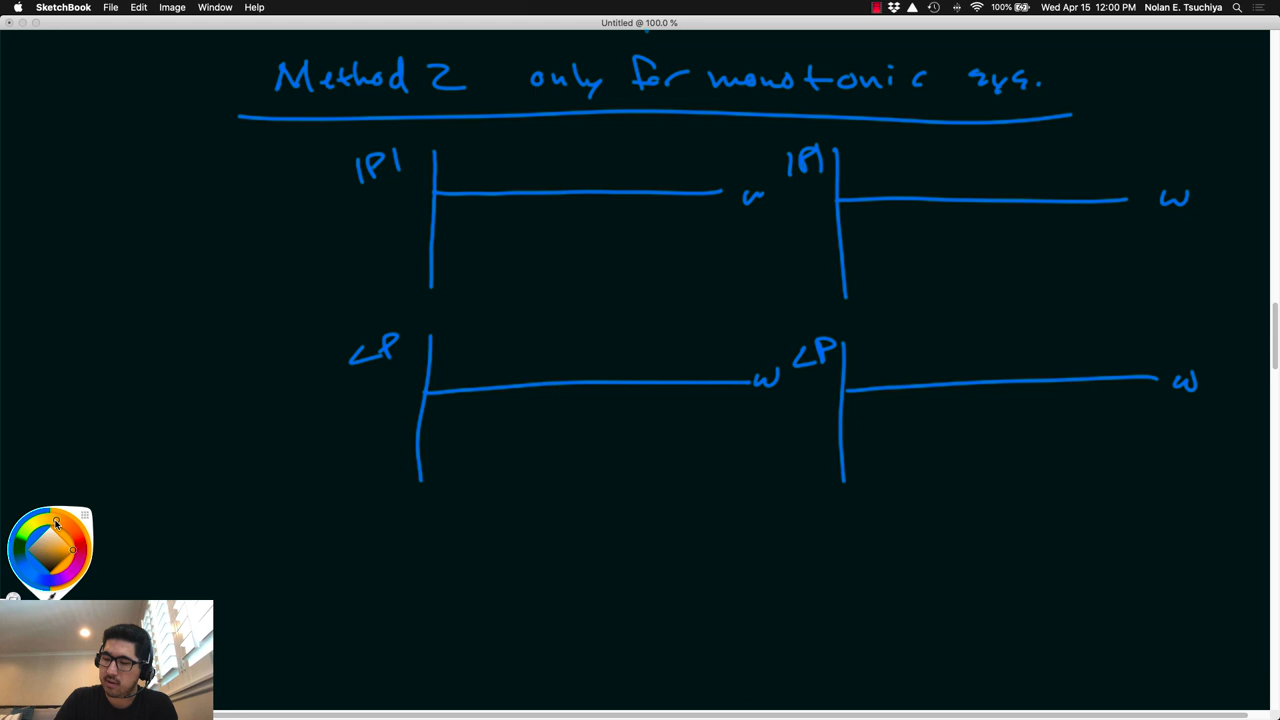 SketchBook File Edit Image Window Help 100% Wed Apr 15 12:00 PM Nolan E. Tsuchiya
Untitled @ 100.0 %
Method 2 only for monotonic sys.
|P| w |P| w
∠P w ∠P w